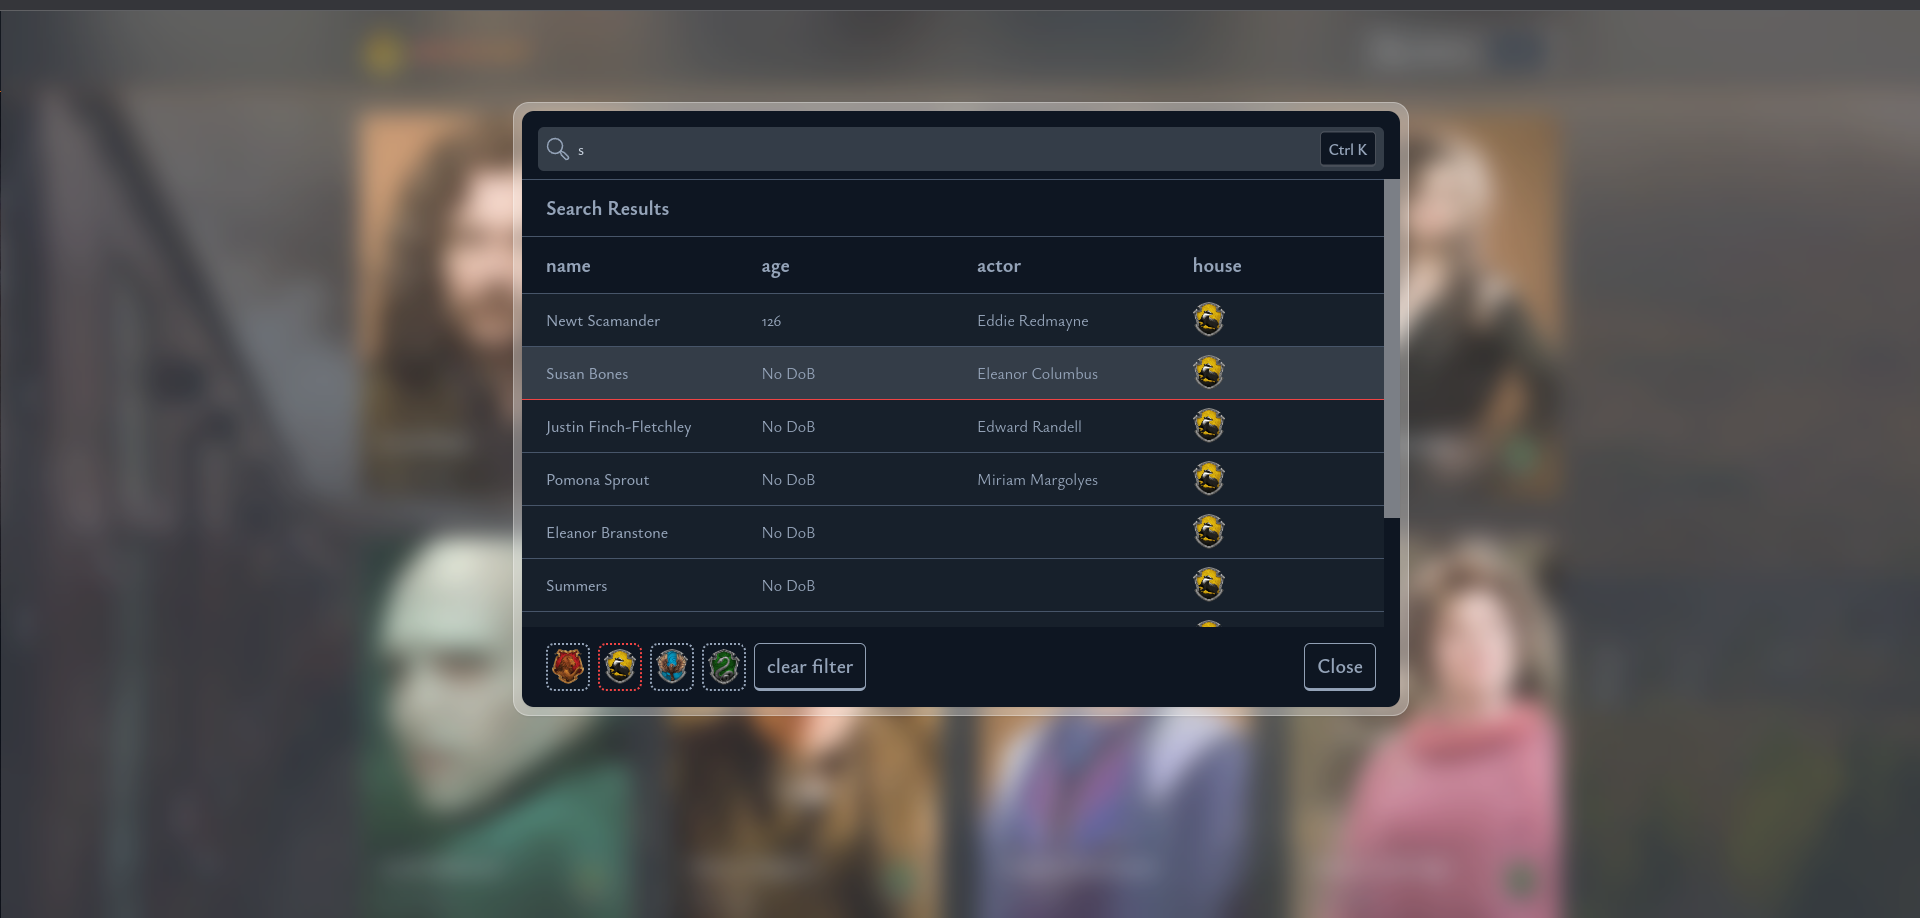 s
Ctrl K
Search Results
name age actor house
Newt Scamander 126 Eddie Redmayne
Susan Bones No DoB Eleanor Columbus
Justin Finch-Fletchley No DoB Edward Randell
Pomona Sprout No DoB Miriam Margolyes
Eleanor Branstone No DoB
Summers No DoB
clear filter
Close